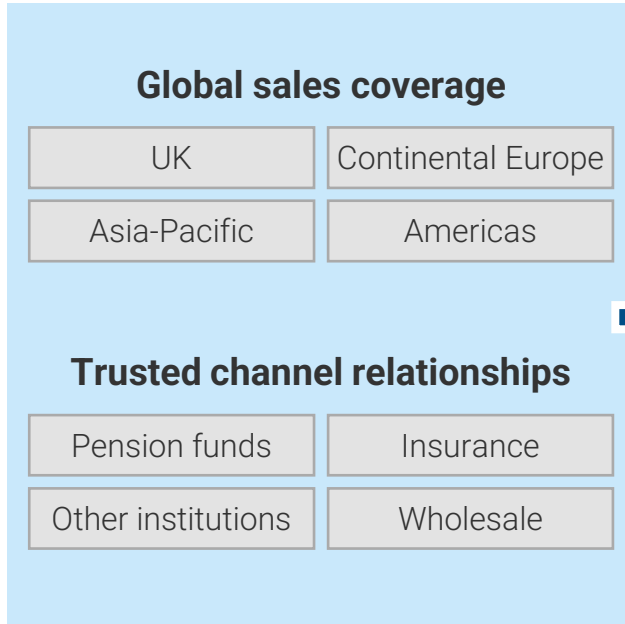 Global sales coverage
UK
Continental Europe
Asia-Pacific
Americas
Trusted channel relationships
Pension funds
Insurance
Other institutions
Wholesale